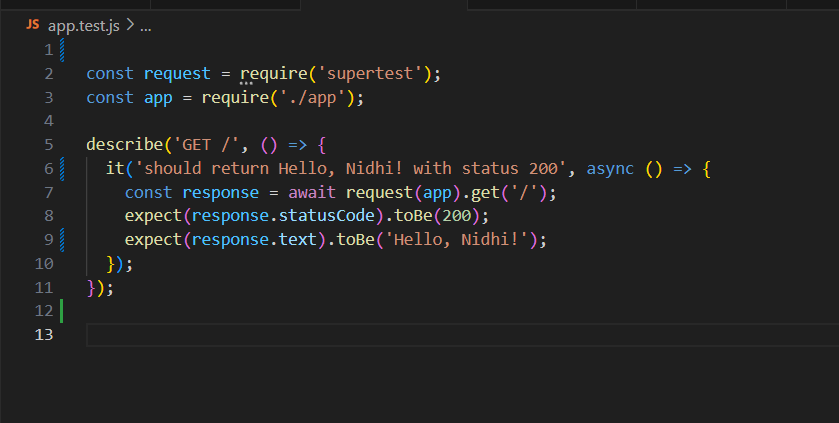 JS app.test.js > ...
1
2 const request = require('supertest');
3 const app = require('./app');
4
5 describe('GET /', () => {
6   it('should return Hello, Nidhi! with status 200', async () => {
7     const response = await request(app).get('/');
8     expect(response.statusCode).toBe(200);
9     expect(response.text).toBe('Hello, Nidhi!');
10   });
11 });
12
13